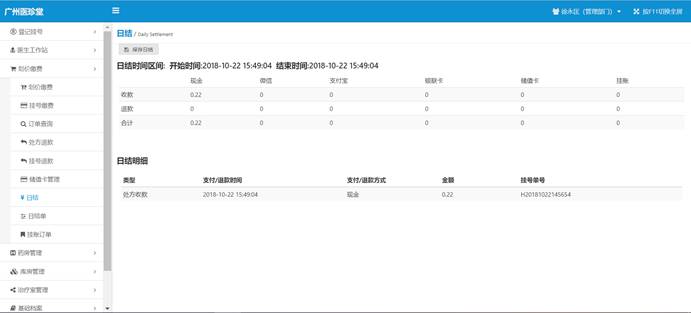 广州医珍堂
徐永匡（管理部门） 按F11切换全屏
登记挂号
医生工作站
划价缴费
划价缴费
挂号缴费
订单查询
处方退款
挂号退款
储值卡管理
¥ 日结
日结单
挂账订单
药房管理
库房管理
治疗室管理
基础档案
日结 / Daily Settlement
保存日结
日结时间区间: 开始时间:2018-10-22 15:49:04 结束时间:2018-10-22 15:49:04
现金 微信 支付宝 银联卡 储值卡 挂账
收款 0.22 0 0 0 0 0
退款 0 0 0 0 0 0
合计 0.22 0 0 0 0 0
日结明细
类型 支付/退款时间 支付/退款方式 金额 挂号单号
处方收款 2018-10-22 15:49:04 现金 0.22 H20181022145654